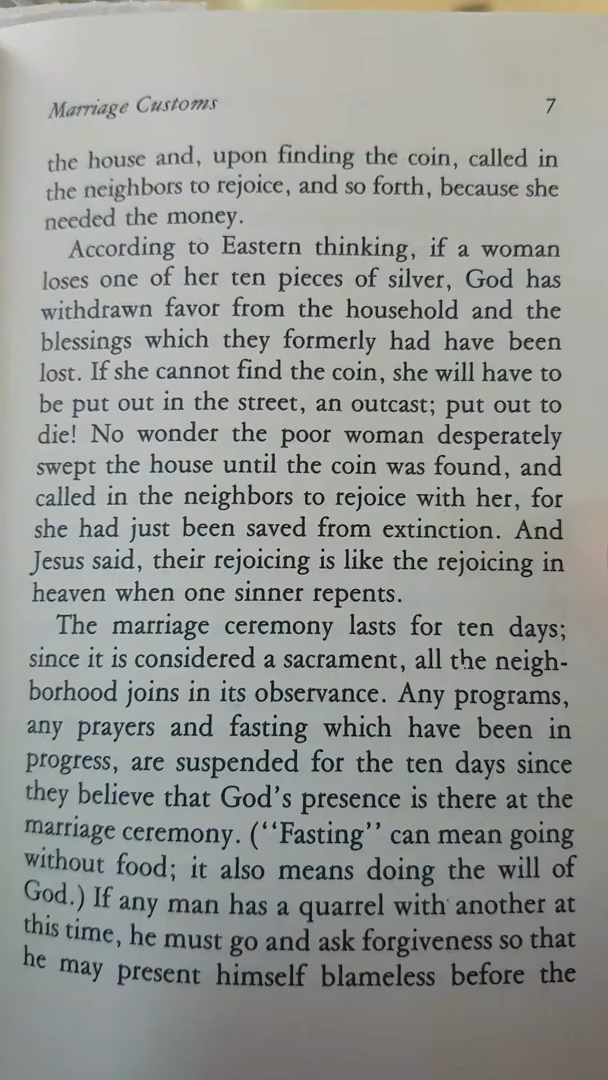 Marriage Customs 7
the house and, upon finding the coin, called in
the neighbors to rejoice, and so forth, because she
needed the money.
According to Eastern thinking, if a woman
loses one of her ten pieces of silver, God has
withdrawn favor from the household and the
blessings which they formerly had have been
lost. If she cannot find the coin, she will have to
be put out in the street, an outcast; put out to
die! No wonder the poor woman desperately
swept the house until the coin was found, and
called in the neighbors to rejoice with her, for
she had just been saved from extinction. And
Jesus said, their rejoicing is like the rejoicing in
heaven when one sinner repents.
The marriage ceremony lasts for ten days;
since it is considered a sacrament, all the neigh-
borhood joins in its observance. Any programs,
any prayers and fasting which have been in
progress, are suspended for the ten days since
they believe that God's presence is there at the
marriage ceremony. (‘‘Fasting’’ can mean going
without food; it also means doing the will of
God.) If any man has a quarrel with another at
this time, he must go and ask forgiveness so that
he may present himself blameless before the